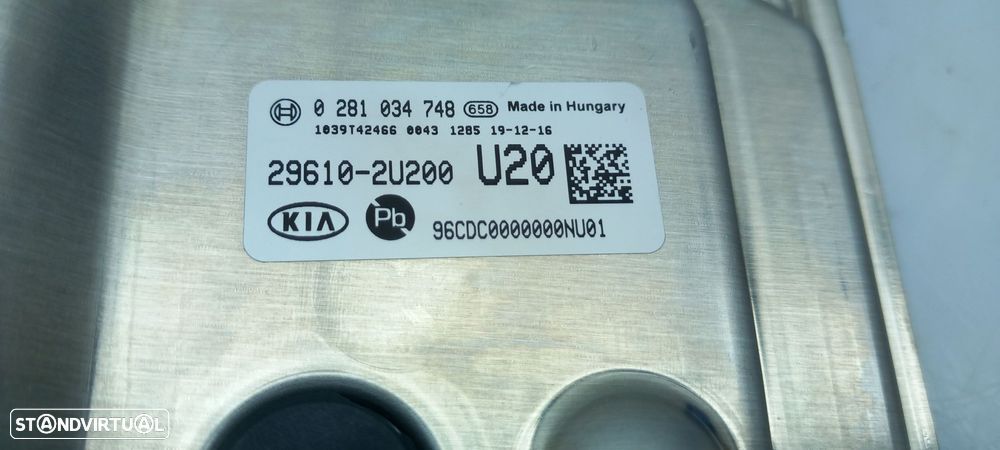 0 281 034 748 658 Made in Hungary
1039T42466 0043 1285 19-12-16
29610-2U200 U20
KIA Pb 96CDC0000000NU01
STANDVIRTUAL